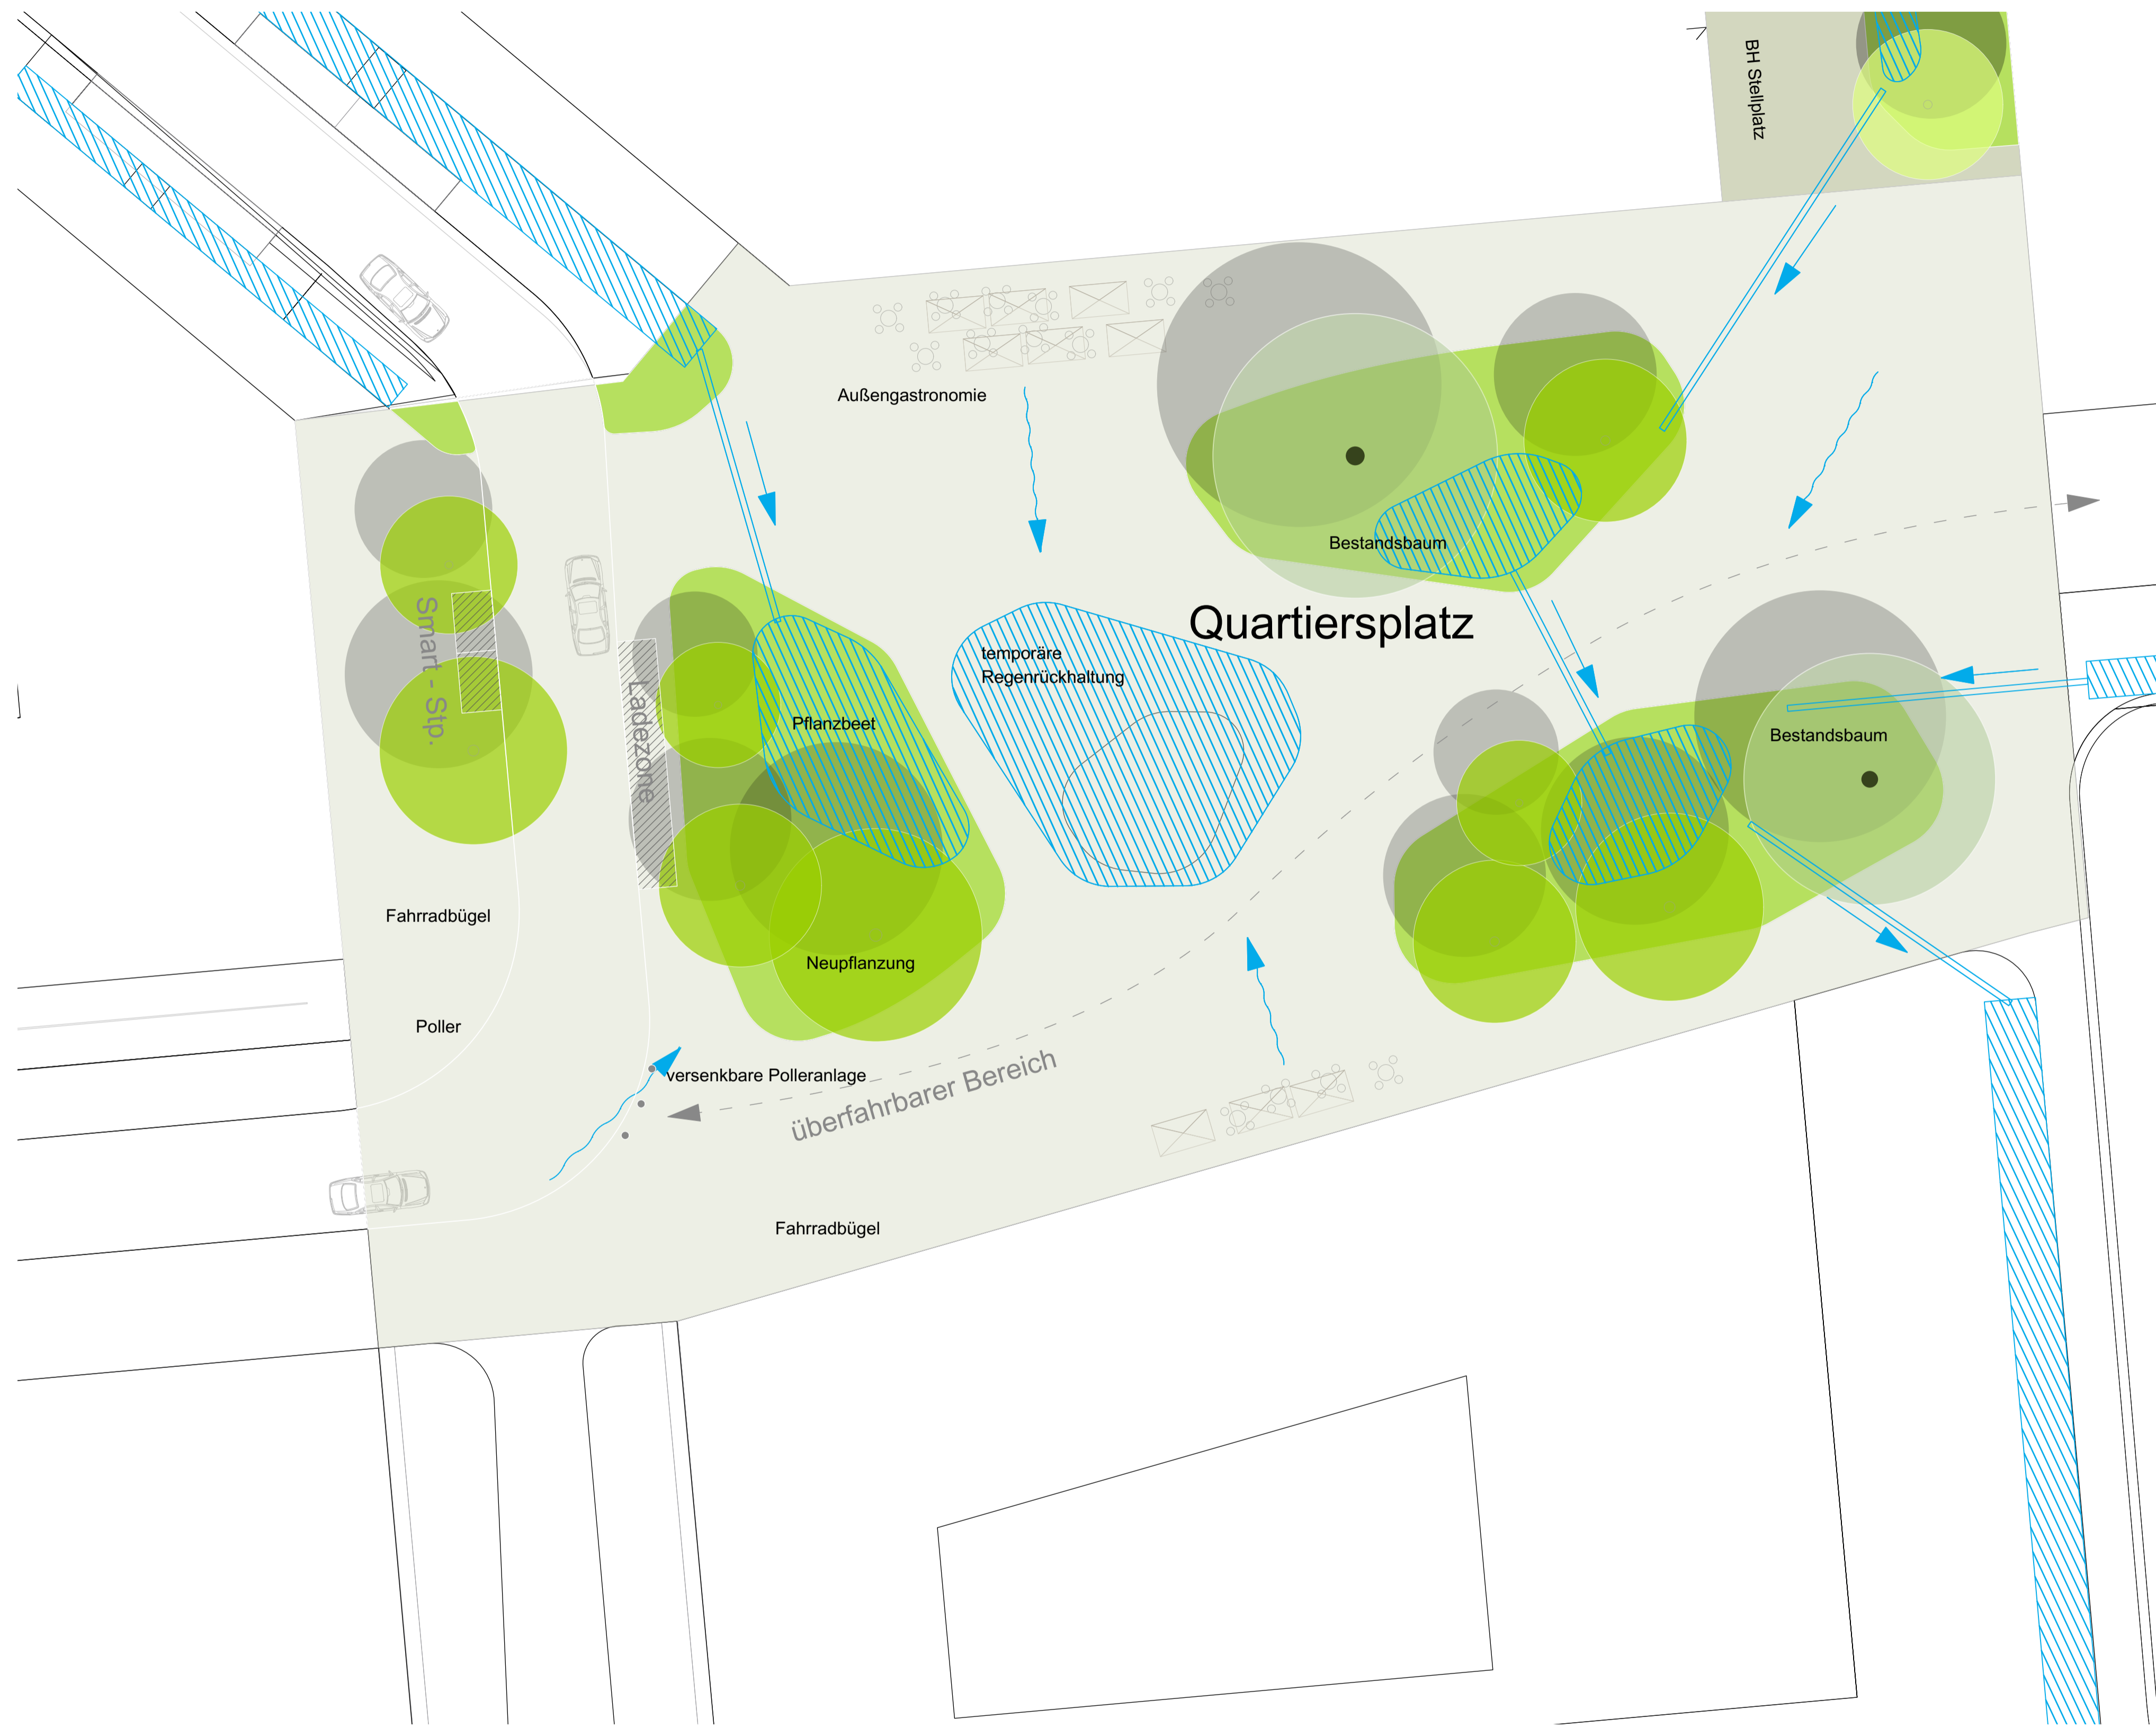 BH Stellplatz
Außengastronomie
Bestandsbaum
Quartiersplatz
Smart - Stp.
temporäre
Regenrückhaltung
Ladezone
Pflanzbeet
Bestandsbaum
Fahrradbügel
Neupflanzung
Poller
versenkbare Polleranlage
überfahrbarer Bereich
Fahrradbügel